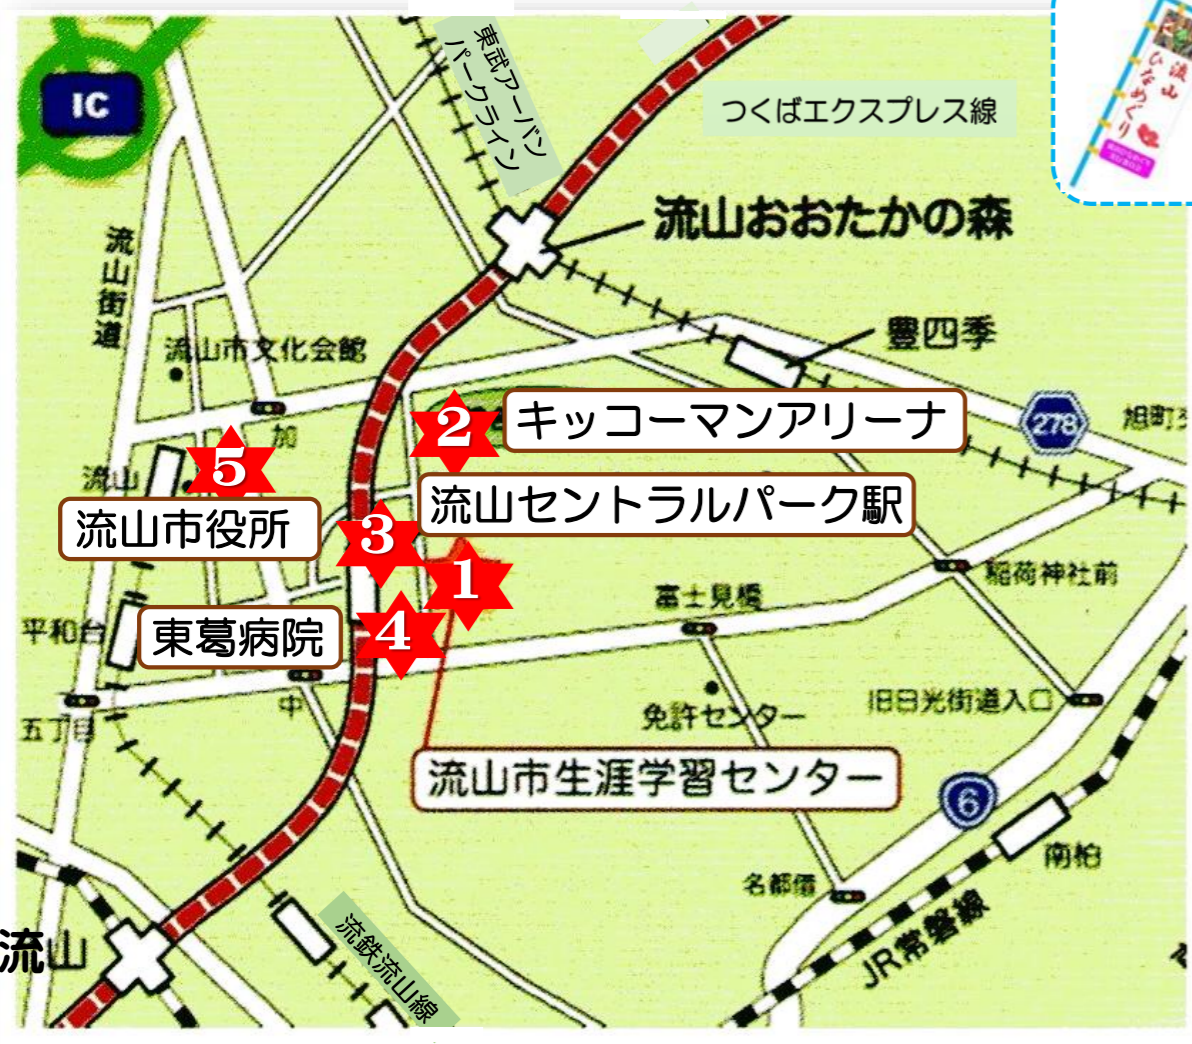 IC
東武アーバン
パークライン
つくばエクスプレス線
流山
ひなめぐり
流山おおたかの森
流山街道
豊四季
流山市文化会館
278
旭町
加
2
キッコーマンアリーナ
流山
5
流山セントラルパーク駅
流山市役所
3
1
稲荷神社前
富士見橋
平和台
東葛病院
4
旧日光街道入口
中
免許センター
五丁目
流山市生涯学習センター
6
南柏
名都借
流山
流鉄流山線
JR常磐線